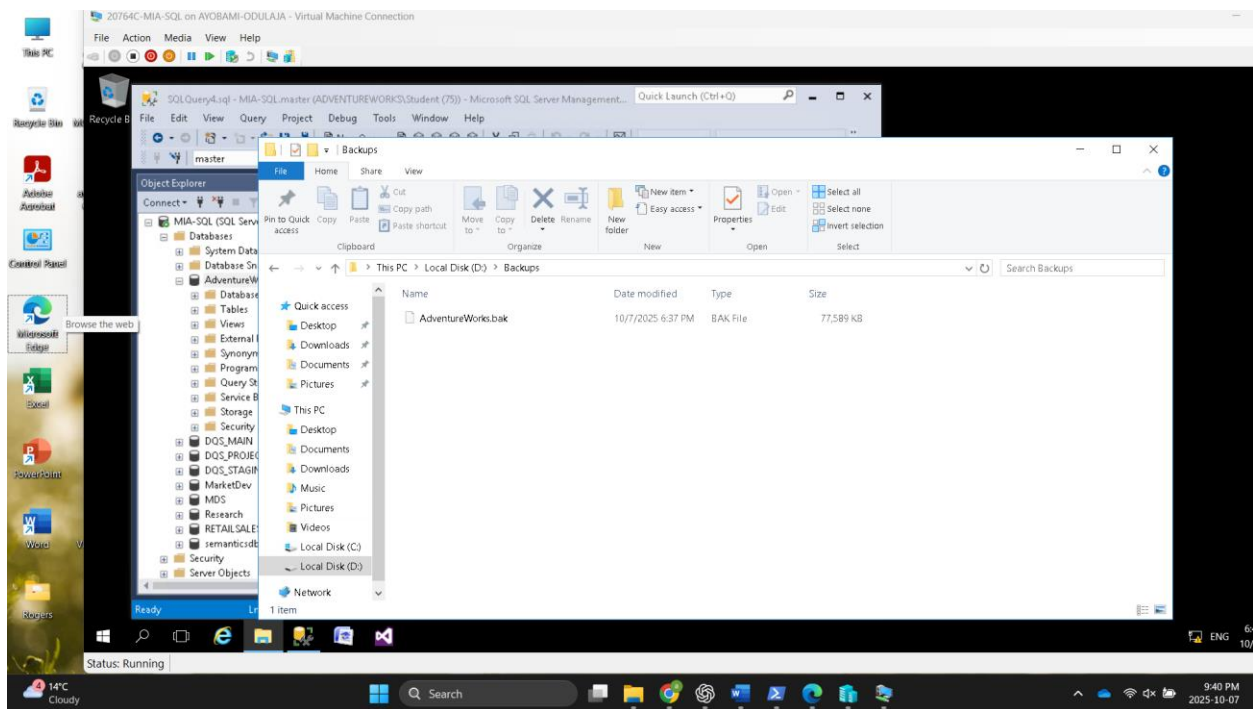 20764C-MIA-SQL on AYOBAMI-ODULAJA - Virtual Machine Connection
File Action Media View Help
This PC
Recycle Bin
Adobe
Acrobat
Control Panel
Microsoft
Edge
Browse the web
Excel
PowerPoint
Word
Rogers
Recycle B
SQLQuery4.sql - MIA-SQL.master (ADVENTUREWORKS\Student (75)) - Microsoft SQL Server Management...
Quick Launch (Ctrl+Q)
File Edit View Query Project Debug Tools Window Help
master
Object Explorer
Connect
MIA-SQL (SQL Serv
Databases
System Data
Database Sn
AdventureW
Database
Tables
Views
External
Synonym
Program
Query St
Service B
Storage
Security
DQS_MAIN
DQS_PROJEC
DQS_STAGIN
MarketDev
MDS
Research
RETAILSALES
semanticsdb
Security
Server Objects
Ready
Backups
File Home Share View
Pin to Quick access
Copy
Paste
Cut
Copy path
Paste shortcut
Clipboard
Move to
Copy to
Delete
Rename
Organize
New folder
New item
Easy access
New
Properties
Open
Edit
Open
Select all
Select none
Invert selection
Select
This PC > Local Disk (D:) > Backups
Search Backups
Name Date modified Type Size
AdventureWorks.bak 10/7/2025 6:37 PM BAK File 77,589 KB
Quick access
Desktop
Downloads
Documents
Pictures
This PC
Desktop
Documents
Downloads
Music
Pictures
Videos
Local Disk (C:)
Local Disk (D:)
Network
1 item
ENG
Status: Running
4
14°C
Cloudy
Search
9:40 PM
2025-10-07